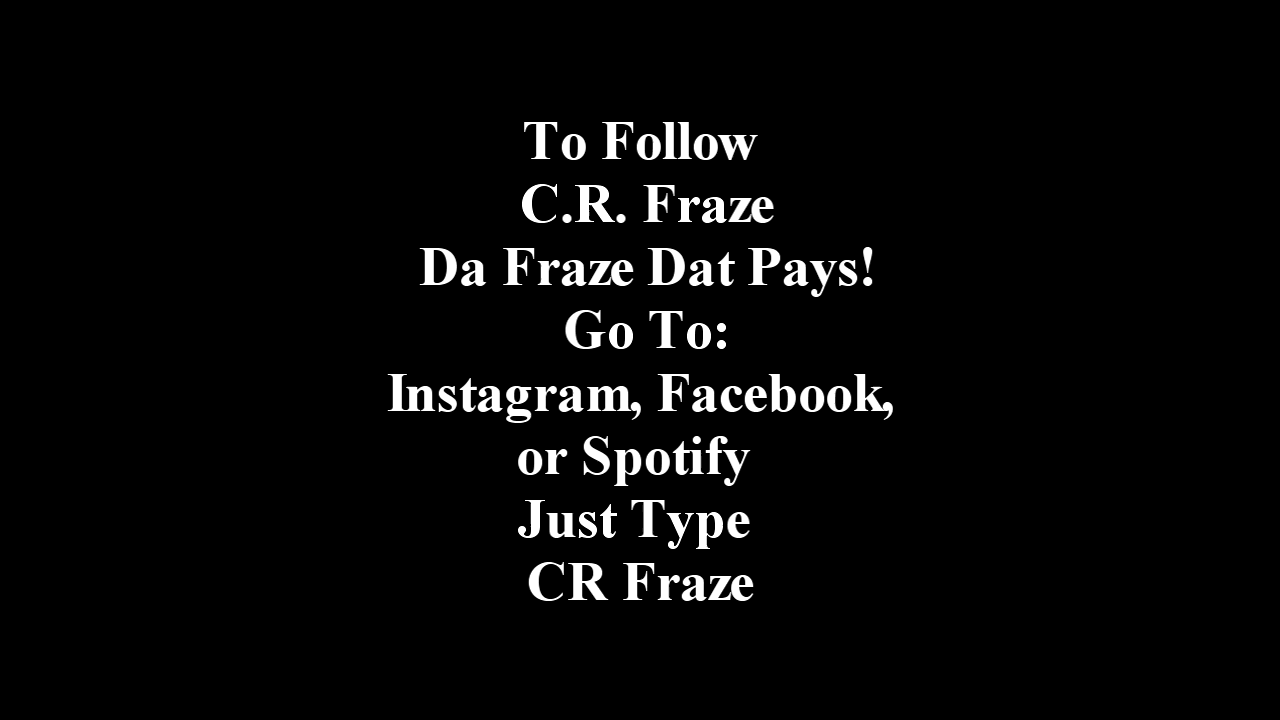 To Follow
C.R. Fraze
Da Fraze Dat Pays!
Go To:
Instagram, Facebook,
or Spotify
Just Type
CR Fraze